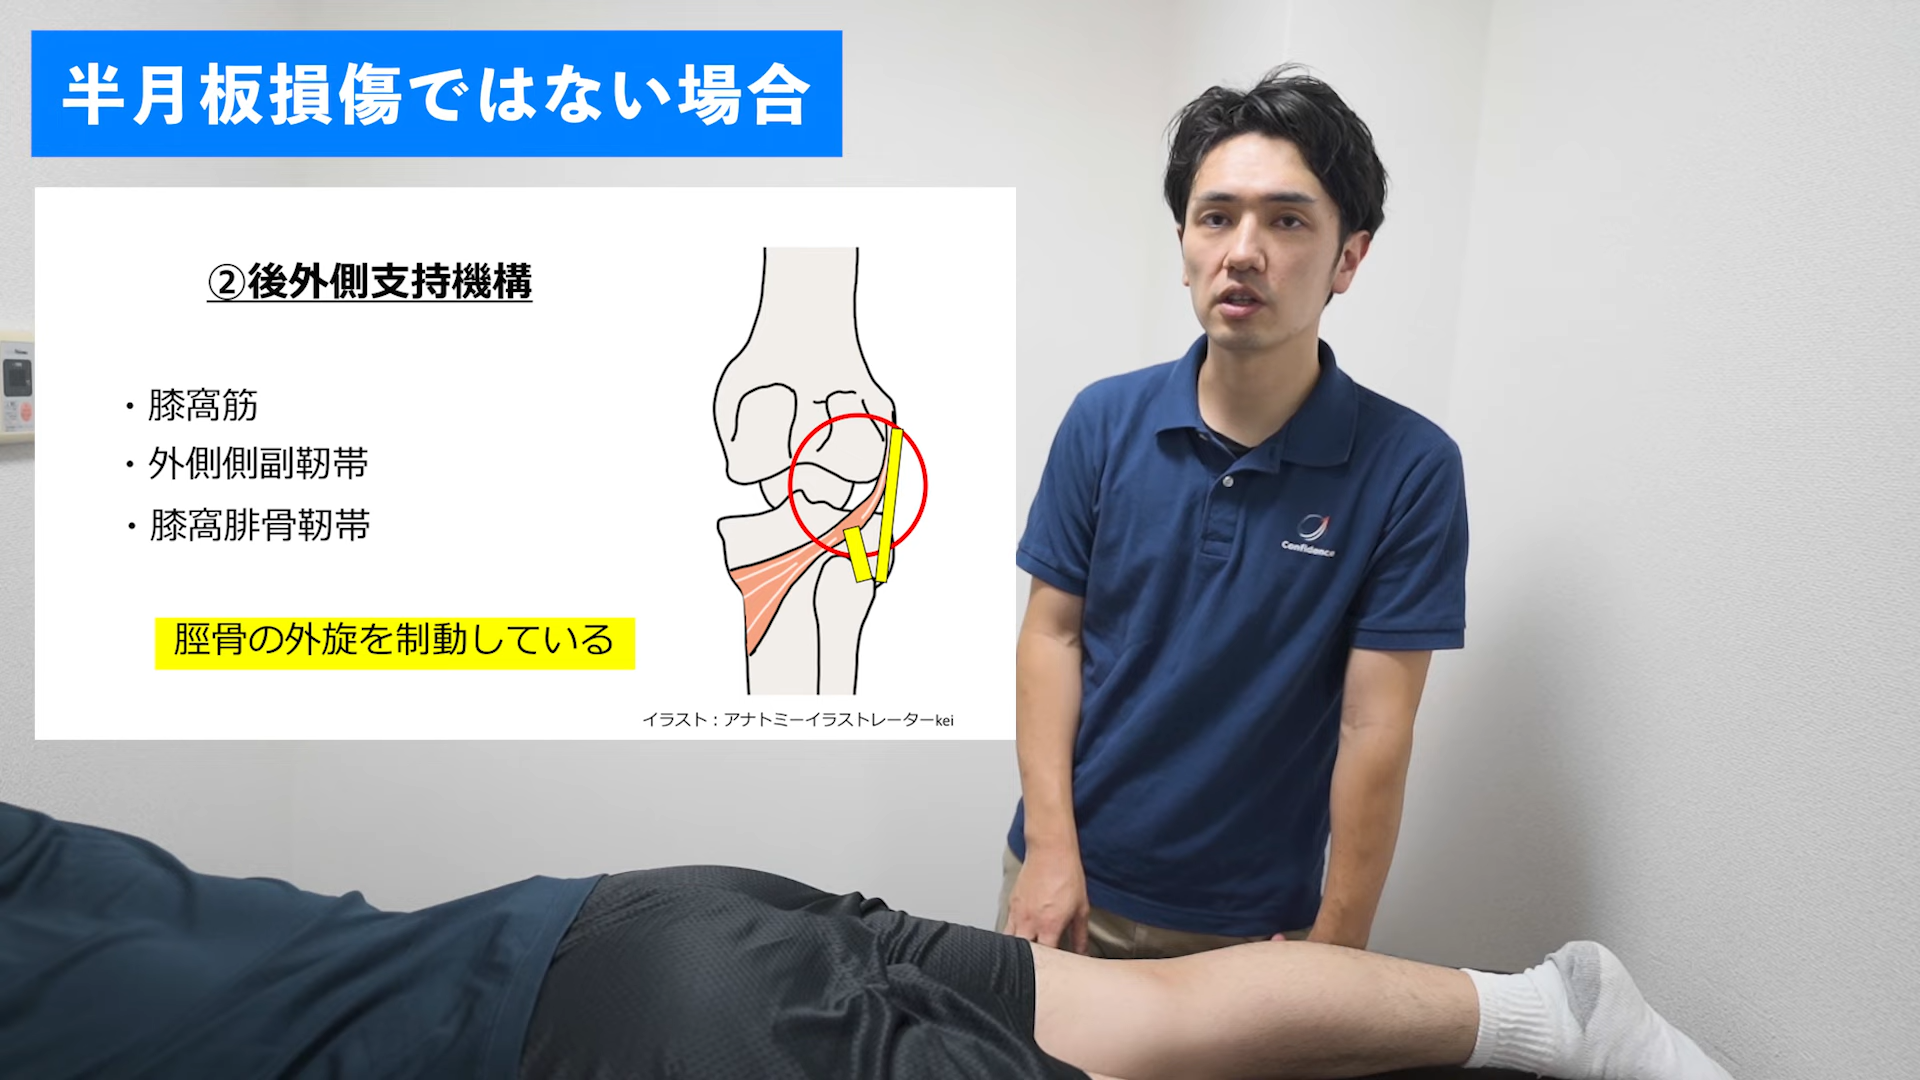 半月板損傷ではない場合
②後外側支持機構
・膝窩筋
・外側側副靭帯
・膝窩腓骨靭帯
脛骨の外旋を制動している
イラスト：アナトミーイラストレーターkei
Confidence